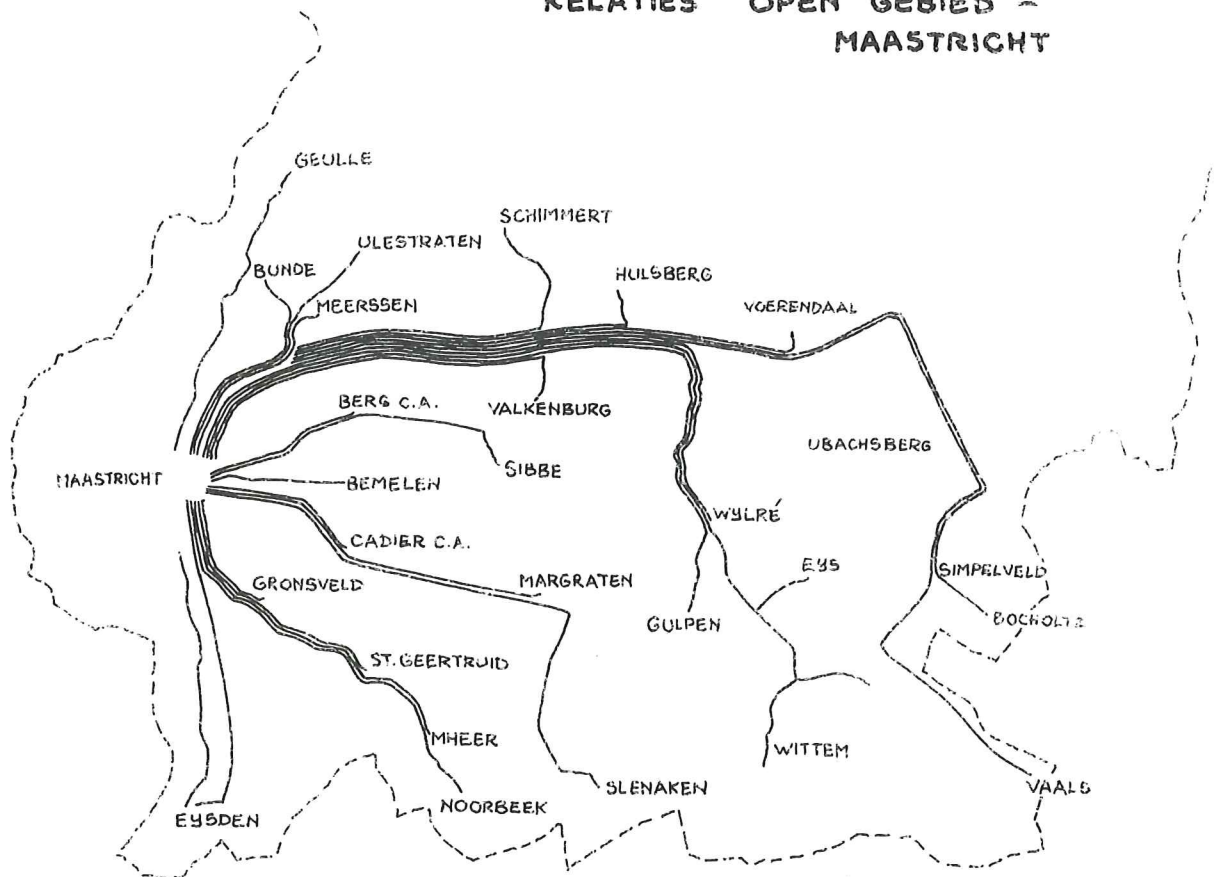 RELATIES OPEN GEBIED -
MAASTRICHT
GEULLE
SCHIMMERT
ULESTRATEN
BUNDE
HULSBERG
MEERSSEN
VOERENDAAL
BERG C.A.
VALKENBURG
UBACHSBERG
SIBBE
MAASTRICHT
BEMELEN
WYLRÉ
CADIER C.A.
EYS
SIMPELVELD
GRONSVELD
MARGRATEN
BOCHOLTZ
GULPEN
ST. GEERTRUID
MHEER
WITTEM
SLENAKEN
VAALS
NOORBEEK
EYSDEN